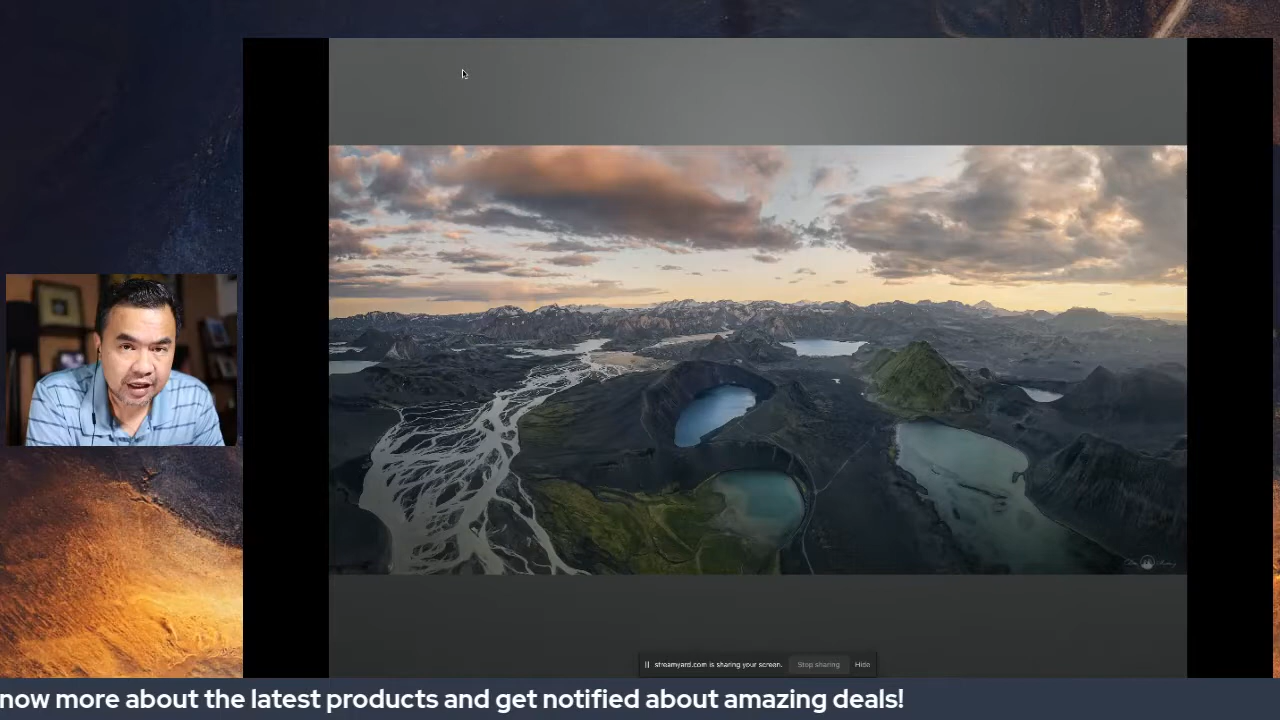 streamyard.com is sharing your screen. Stop sharing Hide
now more about the latest products and get notified about amazing deals!